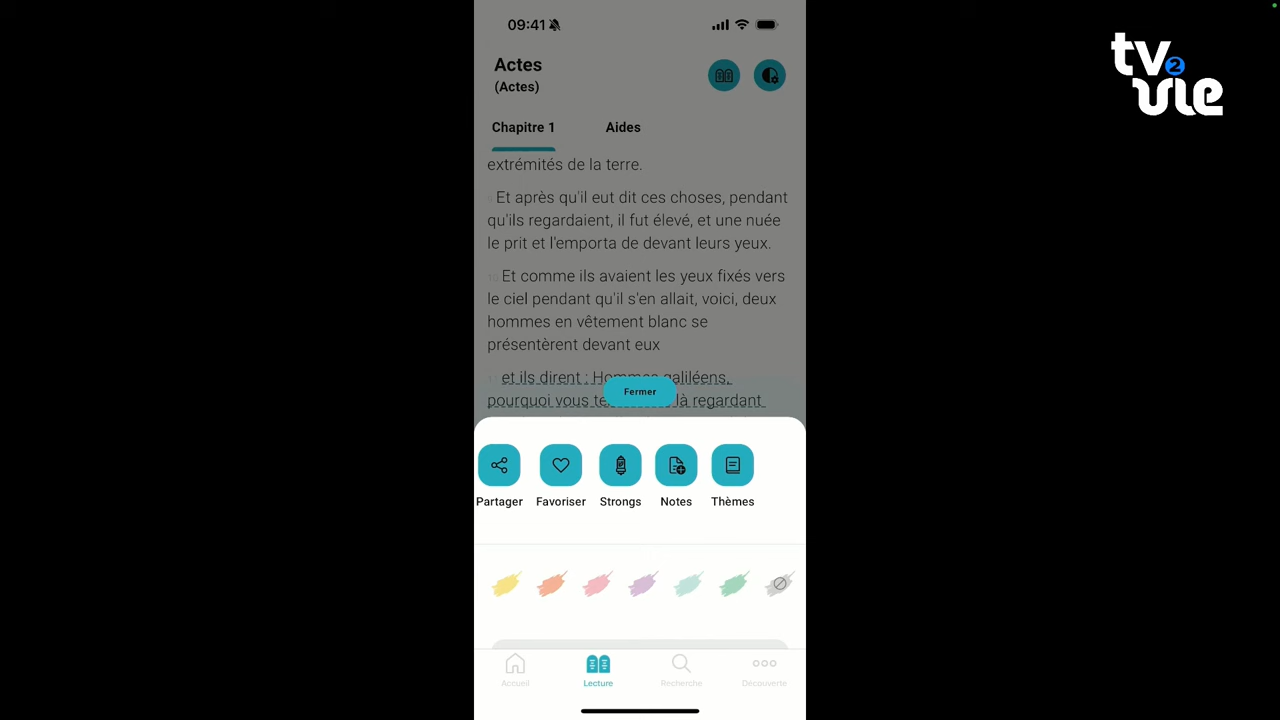 09:41
tv2
vie
Actes
(Actes)
Chapitre 1
Aides
extrémités de la terre.
Et après qu'il eut dit ces choses, pendant
qu'ils regardaient, il fut élevé, et une nuée
le prit et l'emporta de devant leurs yeux.
10 Et comme ils avaient les yeux fixés vers
le ciel pendant qu'il s'en allait, voici, deux
hommes en vêtement blanc se
présentèrent devant eux
et ils dirent : Hommes galiléens,
Fermer
pourquoi vous là regardant
Partager
Favoriser
Strongs
Notes
Thèmes
Accueil
Lecture
Recherche
Découverte